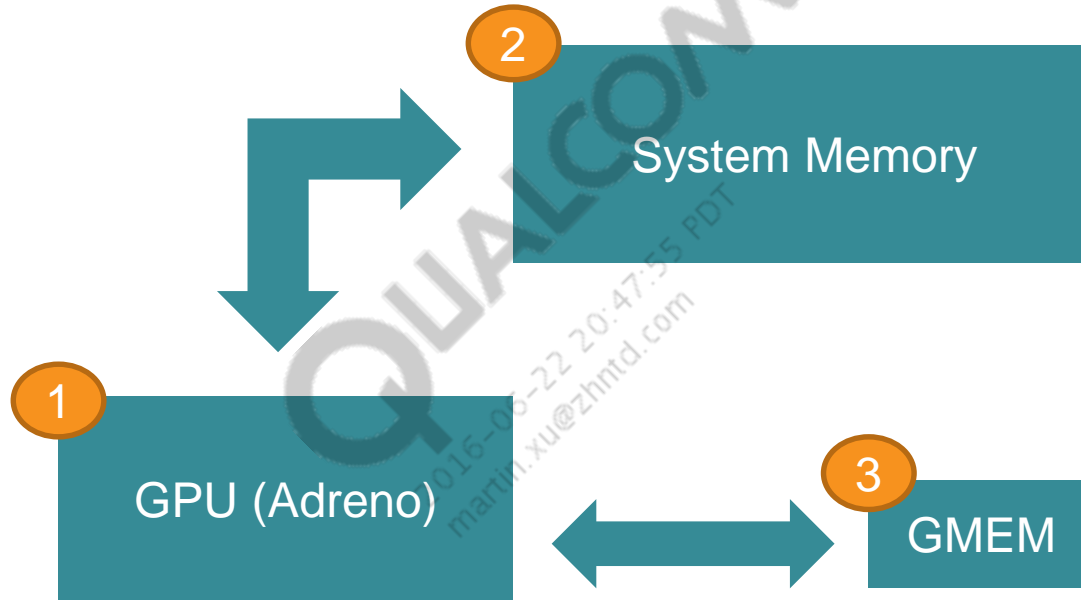 2
System Memory
QUALCOM
2016-06-22 20:47:55 PDT
martin.xu@zhntd.com
1
GPU (Adreno)
3
GMEM